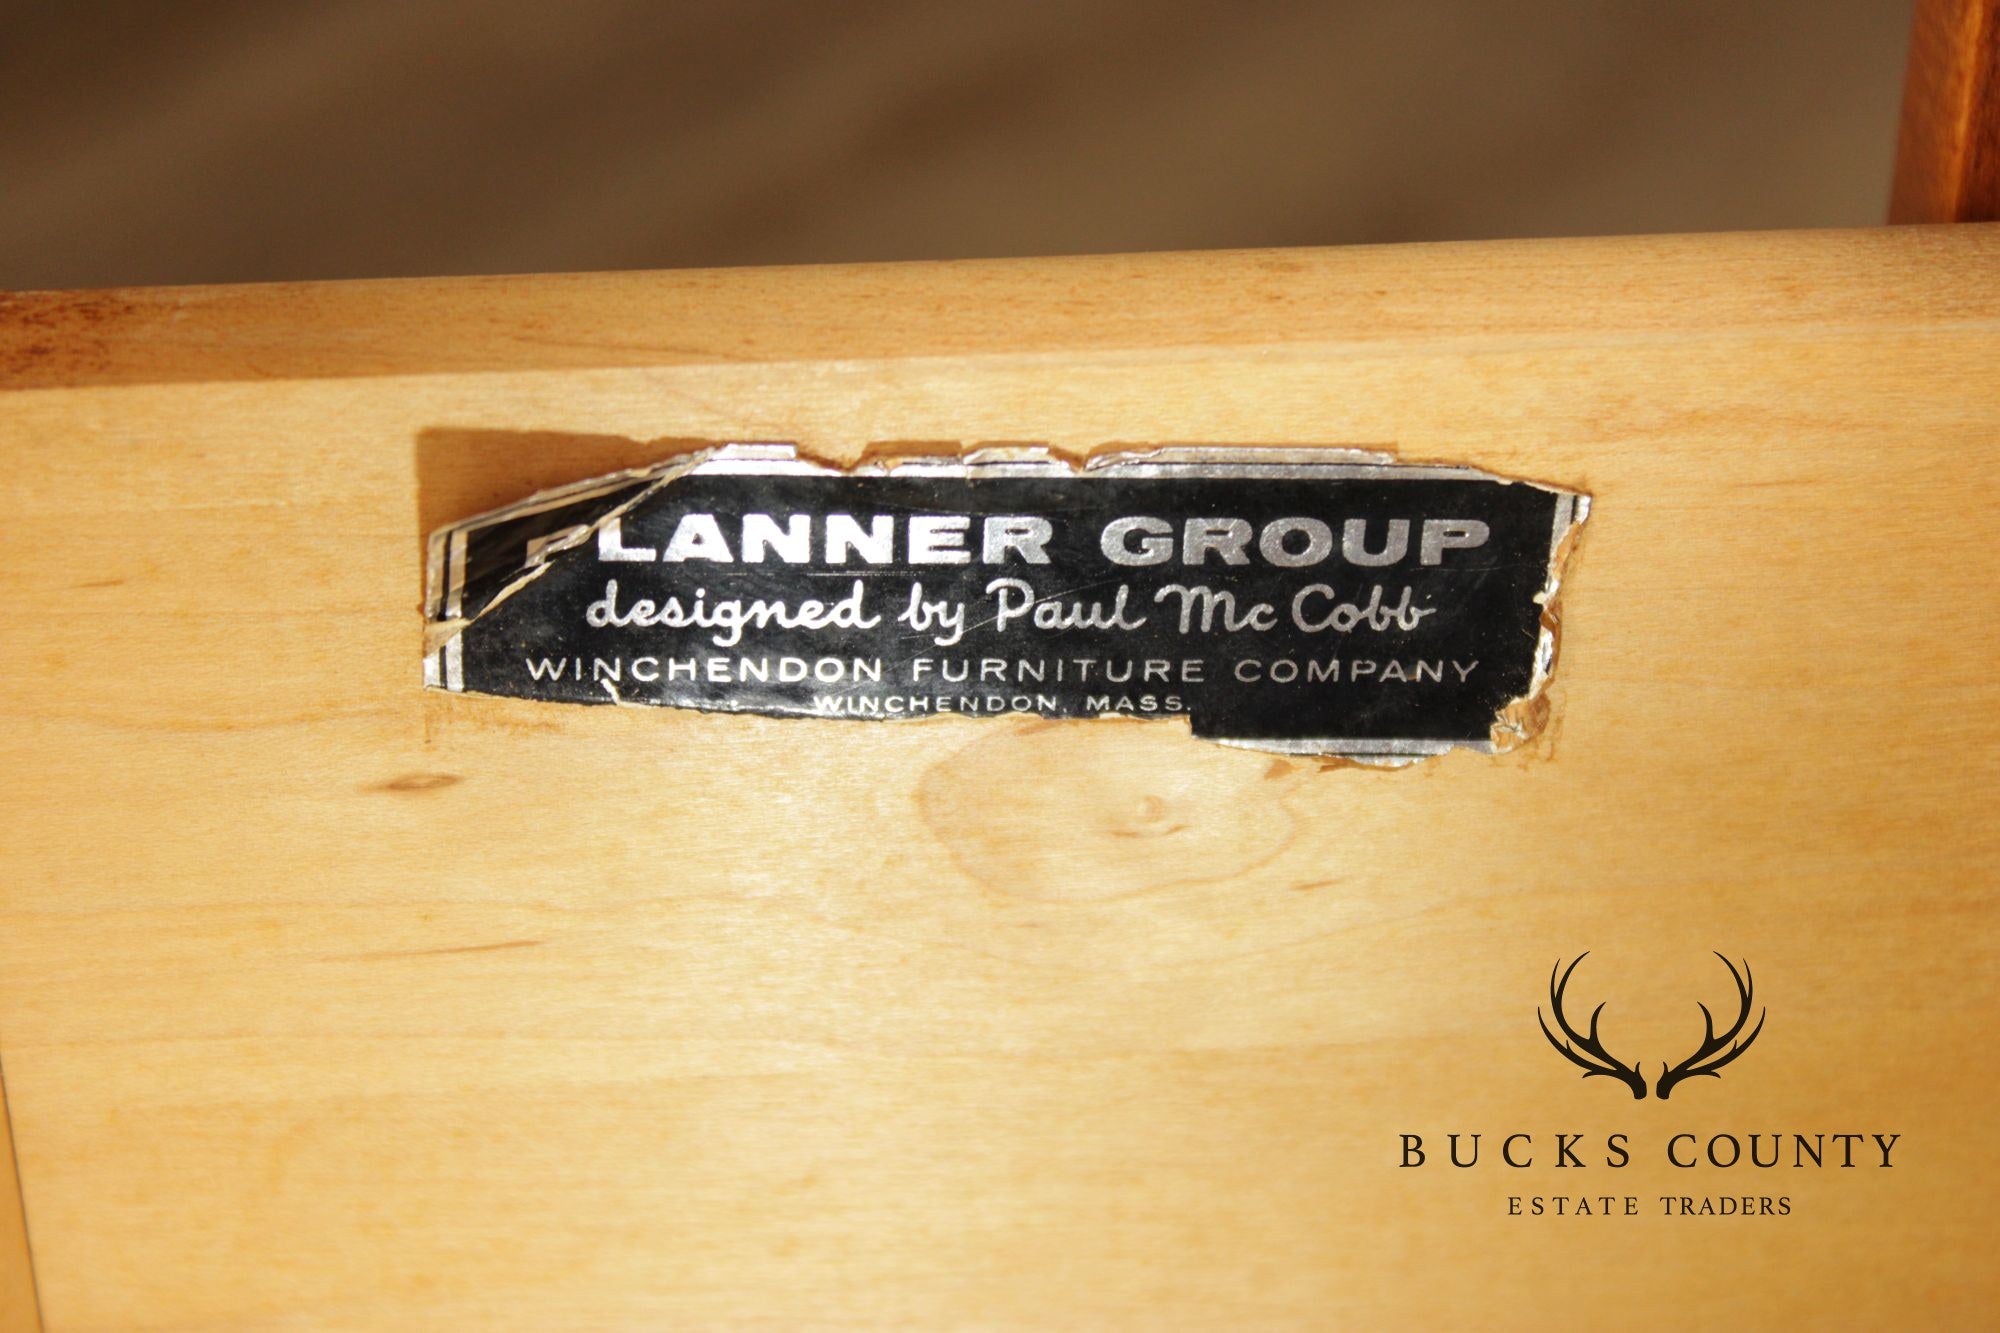 PLANNER GROUP
designed by Paul McCobb
WINCHENDON FURNITURE COMPANY
WINCHENDON, MASS.
BUCKS COUNTY
ESTATE TRADERS